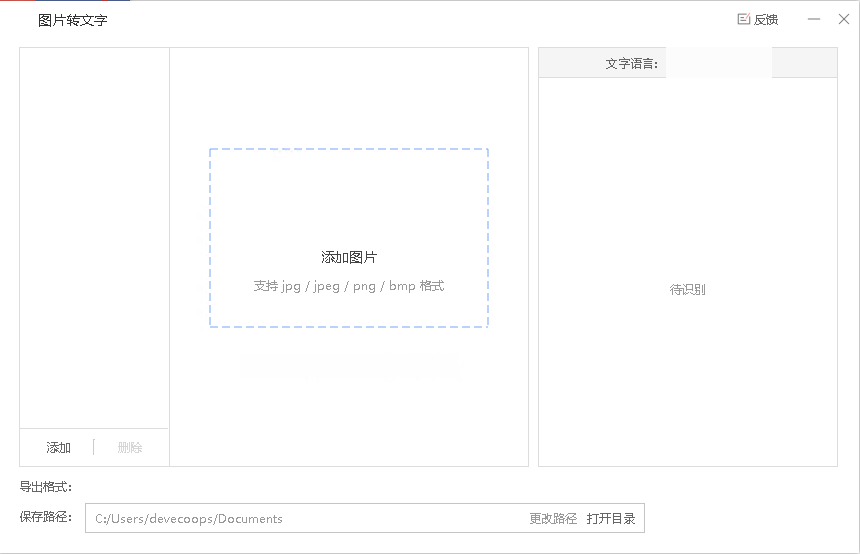 图片转文字
反馈
文字语言:
添加图片
支持 jpg / jpeg / png / bmp 格式
待识别
添加 删除
导出格式:
保存路径: C:/Users/devecoops/Documents 更改路径 打开目录